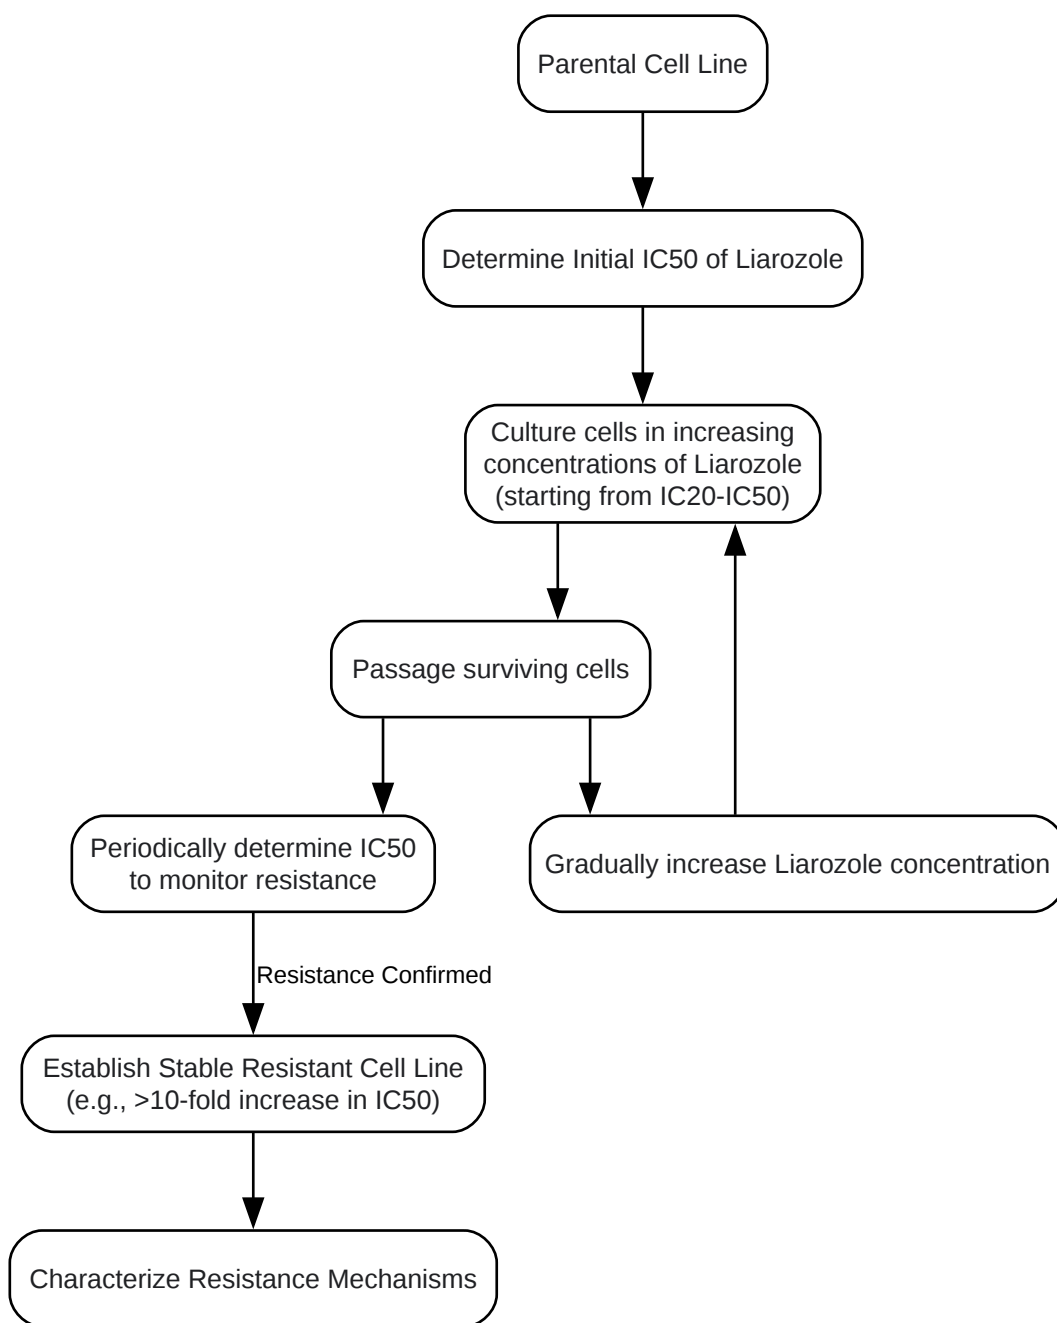 Parental Cell Line
Determine Initial IC50 of Liarozole
Culture cells in increasing
concentrations of Liarozole
(starting from IC20-IC50)
Passage surviving cells
Periodically determine IC50
to monitor resistance
Gradually increase Liarozole concentration
Resistance Confirmed
Establish Stable Resistant Cell Line
(e.g., >10-fold increase in IC50)
Characterize Resistance Mechanisms